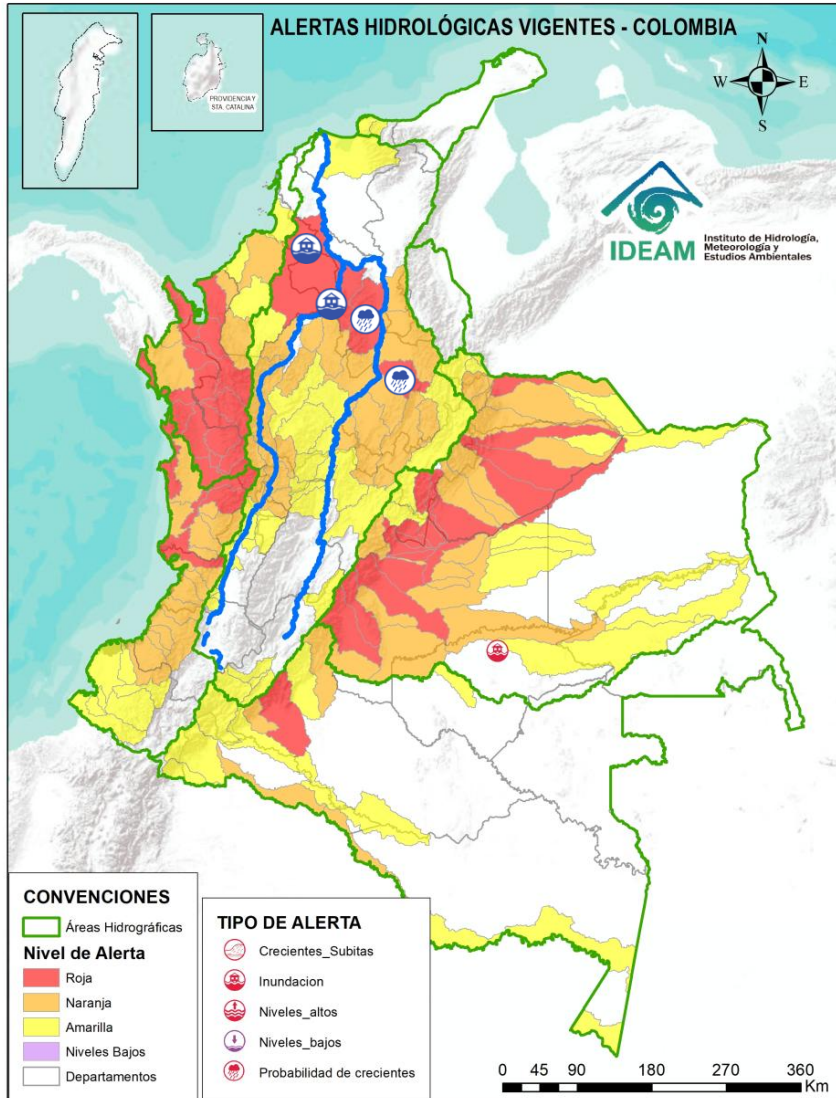 ALERTAS HIDROLÓGICAS VIGENTES - COLOMBIA
PROVIDENCIA Y
STA. CATALINA
N
W
E
S
IDEAM
Instituto de Hidrología,
Meteorología y
Estudios Ambientales
CONVENCIONES
Áreas Hidrográficas
Nivel de Alerta
Roja
Naranja
Amarilla
Niveles Bajos
Departamentos
TIPO DE ALERTA
Crecientes_Subitas
Inundacion
Niveles_altos
Niveles_bajos
Probabilidad de crecientes
0 45 90 180 270 360
Km